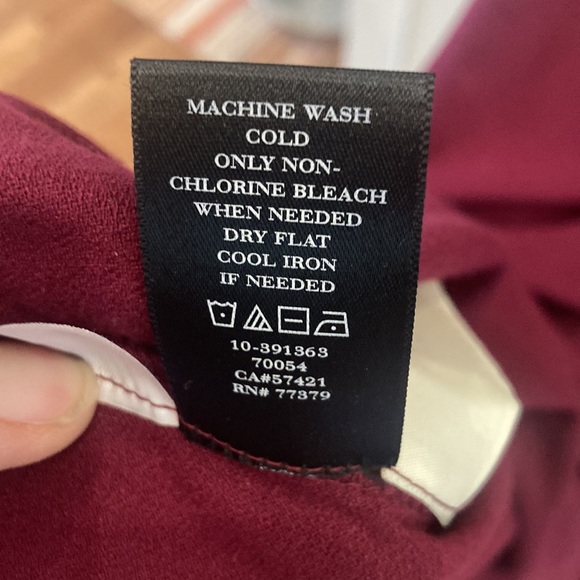 MACHINE WASH
COLD
ONLY NON-
CHLORINE BLEACH
WHEN NEEDED
DRY FLAT
COOL IRON
IF NEEDED
10-391363
70054
CA#57421
RN# 77379